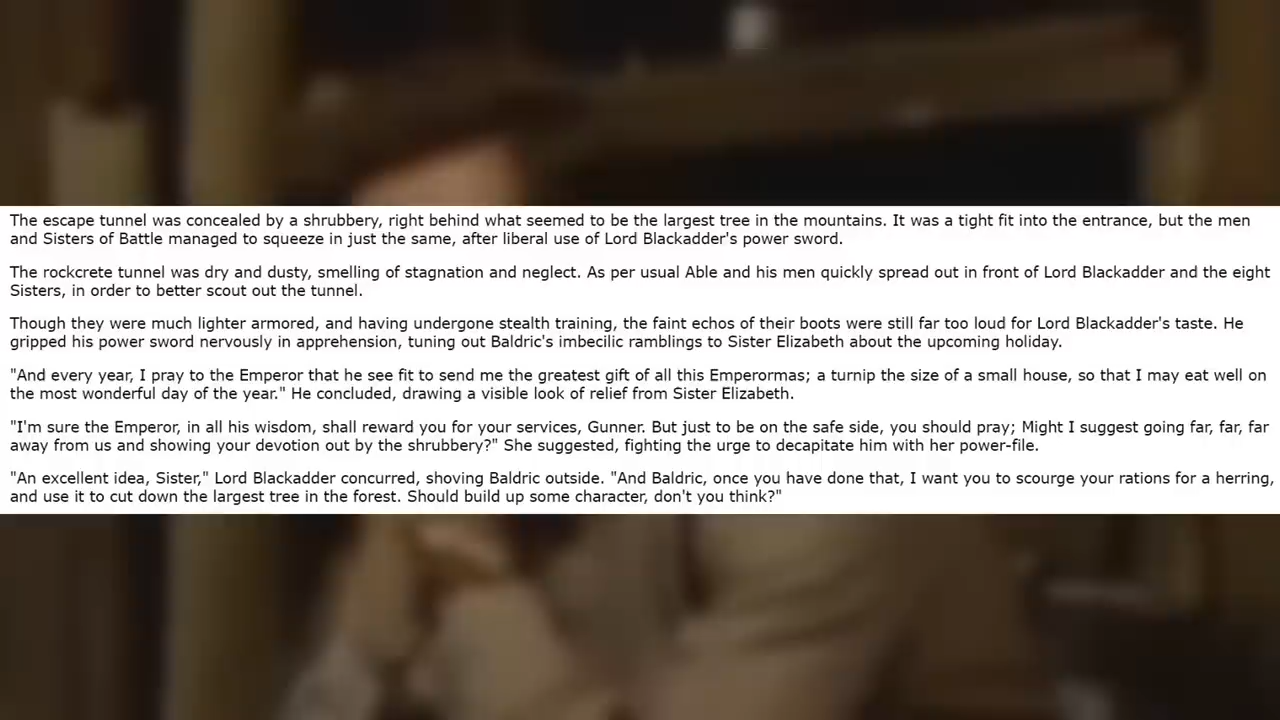 The escape tunnel was concealed by a shrubbery, right behind what seemed to be the largest tree in the mountains. It was a tight fit into the entrance, but the men
and Sisters of Battle managed to squeeze in just the same, after liberal use of Lord Blackadder's power sword.
The rockcrete tunnel was dry and dusty, smelling of stagnation and neglect. As per usual Able and his men quickly spread out in front of Lord Blackadder and the eight
Sisters, in order to better scout out the tunnel.
Though they were much lighter armored, and having undergone stealth training, the faint echos of their boots were still far too loud for Lord Blackadder's taste. He
gripped his power sword nervously in apprehension, tuning out Baldric's imbecilic ramblings to Sister Elizabeth about the upcoming holiday.
"And every year, I pray to the Emperor that he see fit to send me the greatest gift of all this Emperormas; a turnip the size of a small house, so that I may eat well on
the most wonderful day of the year." He concluded, drawing a visible look of relief from Sister Elizabeth.
"I'm sure the Emperor, in all his wisdom, shall reward you for your services, Gunner. But just to be on the safe side, you should pray; Might I suggest going far, far, far
away from us and showing your devotion out by the shrubbery?" She suggested, fighting the urge to decapitate him with her power-file.
"An excellent idea, Sister," Lord Blackadder concurred, shoving Baldric outside. "And Baldric, once you have done that, I want you to scourge your rations for a herring,
and use it to cut down the largest tree in the forest. Should build up some character, don't you think?"